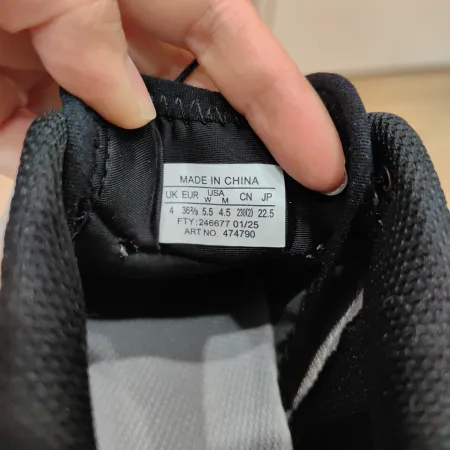 MADE IN CHINA
UK EUR USA W USA M CN JP
4 36⅔ 5.5 4.5 230(2) 22.5
FTY: 246677 01/25
ART NO. 474790